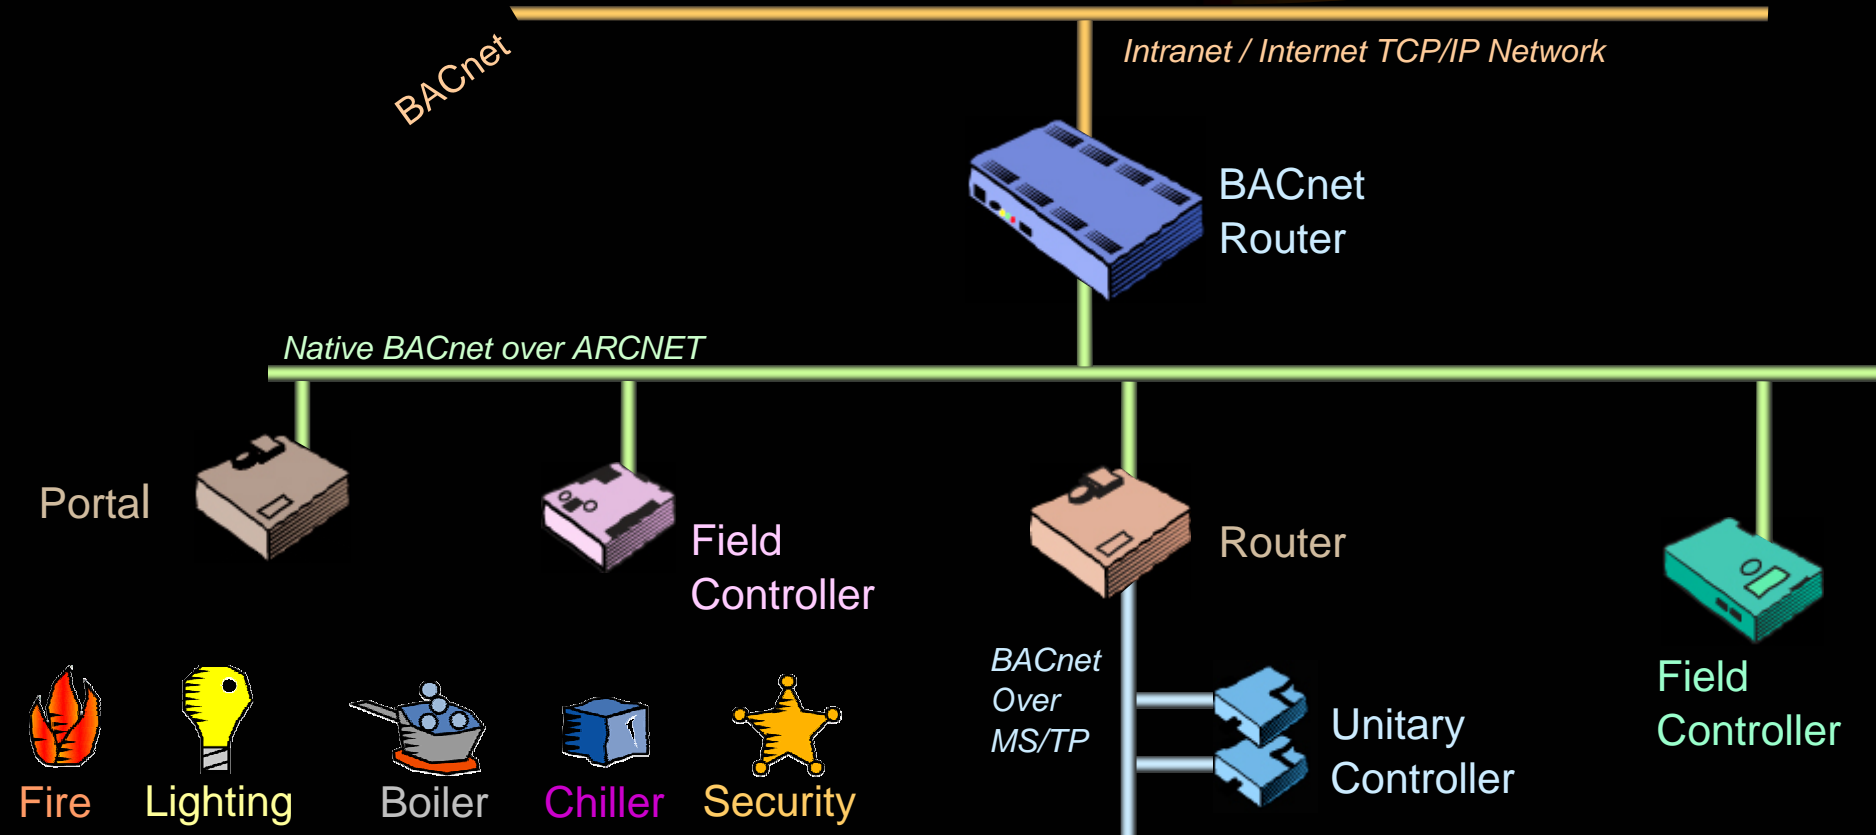 Intranet / Internet TCP/IP Network
BACnet
BACnet
Router
Native BACnet over ARCNET
Portal
Field
Controller
Router
BACnet
Over
MS/TP
Unitary
Controller
Field
Controller
Fire
Lighting
Boiler
Chiller
Security